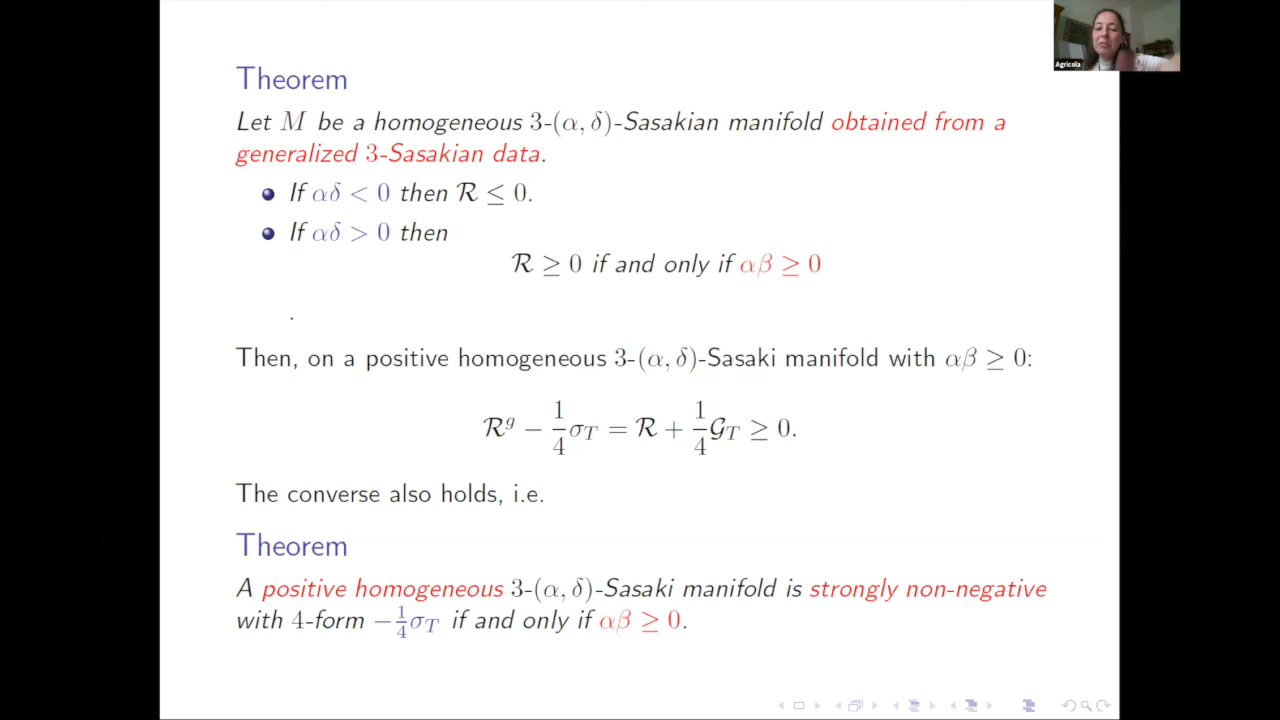 Agricola
Theorem
Let M be a homogeneous 3-(α, δ)-Sasakian manifold obtained from a
generalized 3-Sasakian data.
If αδ < 0 then ℛ ≤ 0.
If αδ > 0 then
ℛ ≥ 0 if and only if αβ ≥ 0
.
Then, on a positive homogeneous 3-(α, δ)-Sasaki manifold with αβ ≥ 0:
ℛ^g − 1/4 σ_T = ℛ + 1/4 𝒢_T ≥ 0.
The converse also holds, i.e.
Theorem
A positive homogeneous 3-(α, δ)-Sasaki manifold is strongly non-negative
with 4-form −1/4 σ_T if and only if αβ ≥ 0.